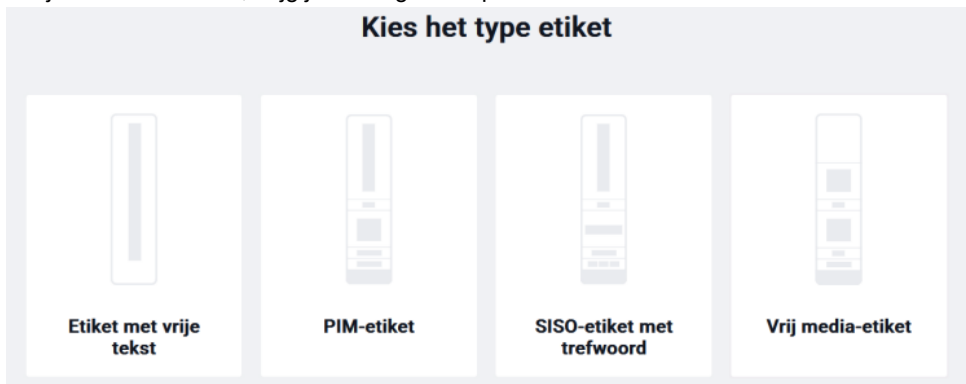 Kies het type etiket
Etiket met vrije
tekst
PIM-etiket
SISO-etiket met
trefwoord
Vrij media-etiket